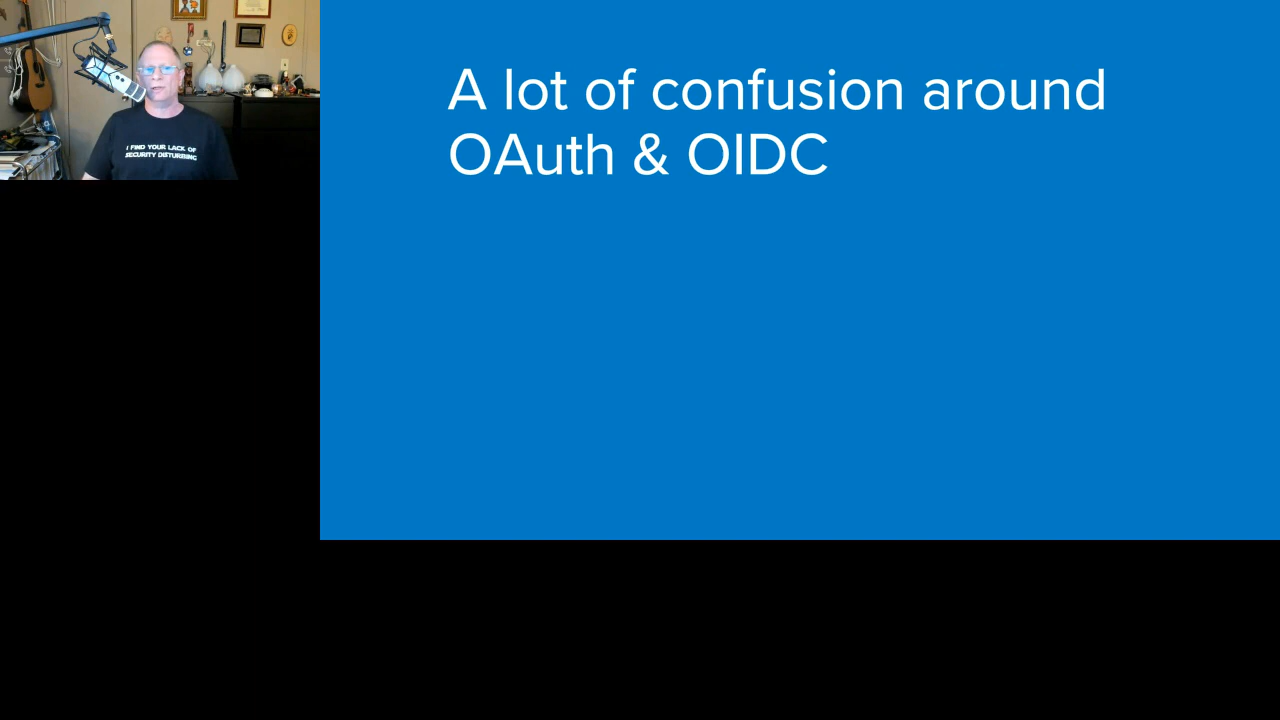 I FIND YOUR LACK OF
SECURITY DISTURBING
A lot of confusion around
OAuth & OIDC